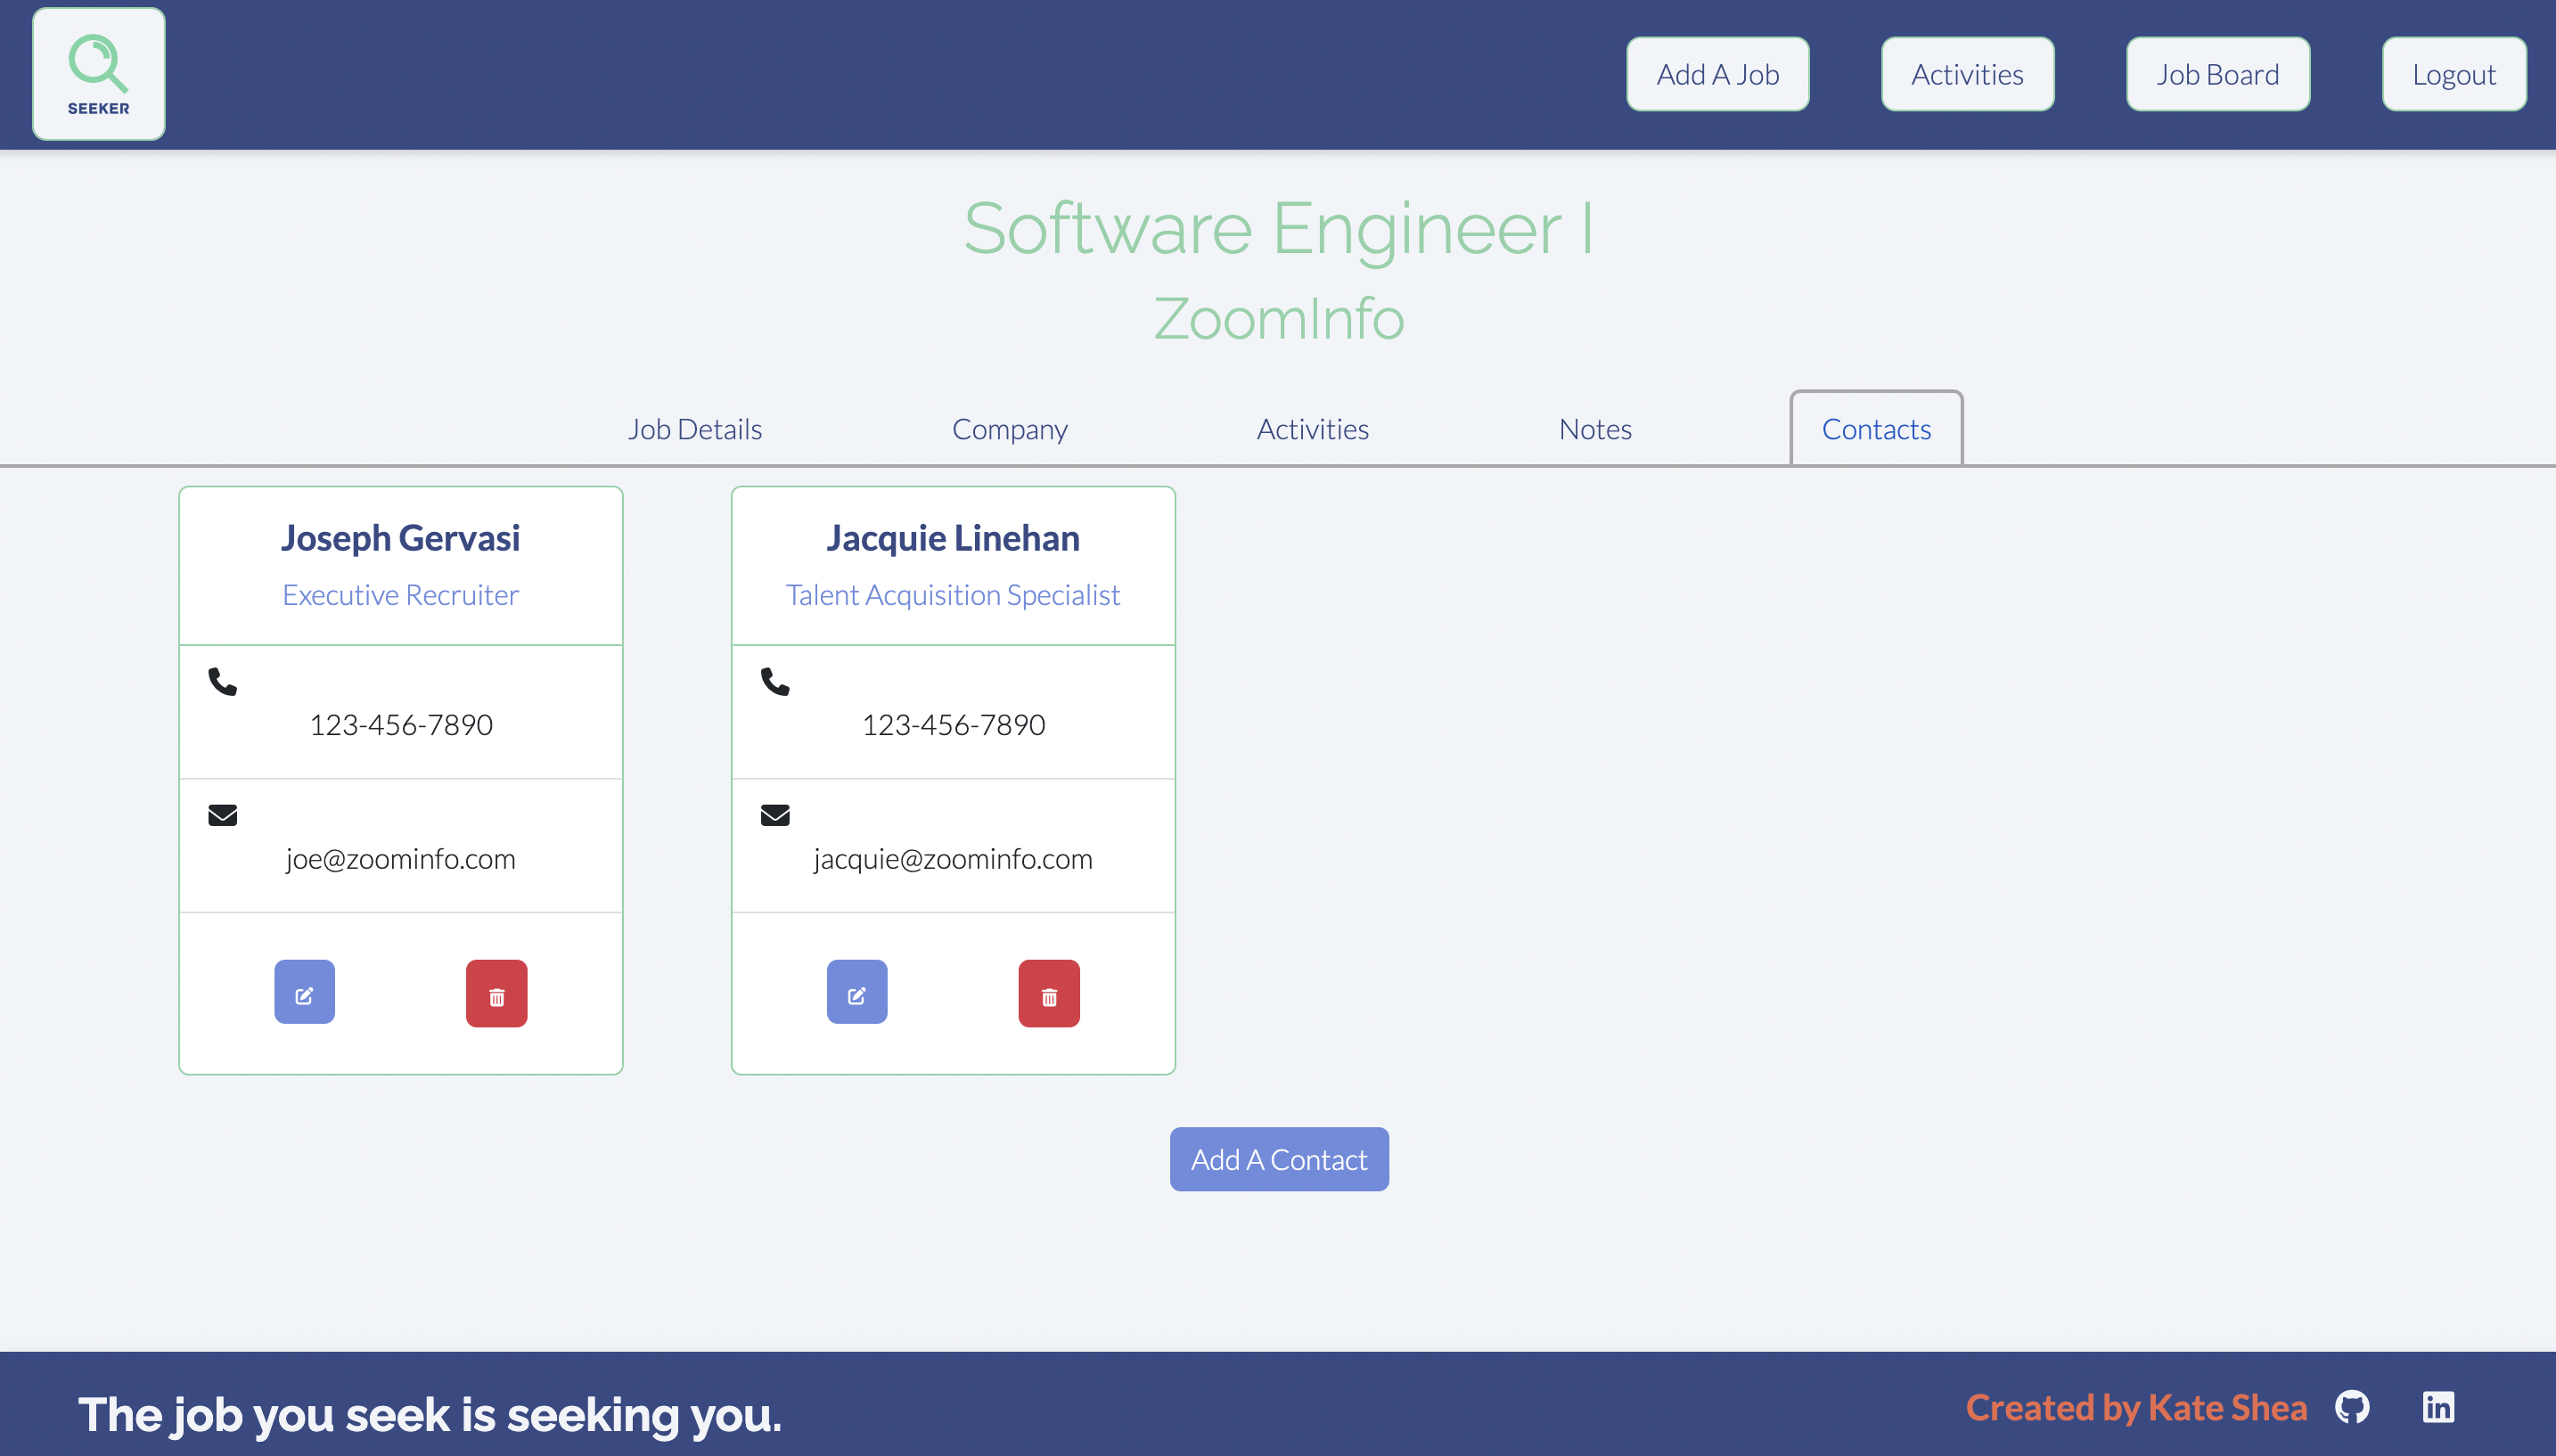 SEEKER
Add A Job
Activities
Job Board
Logout
Software Engineer I
ZoomInfo
Job Details
Company
Activities
Notes
Contacts
Joseph Gervasi
Executive Recruiter
123-456-7890
joe@zoominfo.com
Jacquie Linehan
Talent Acquisition Specialist
123-456-7890
jacquie@zoominfo.com
Add A Contact
The job you seek is seeking you.
Created by Kate Shea
in